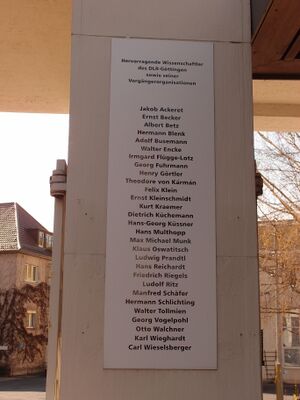 Hervorragende Wissenschaftler
des DLR-Göttingen
sowie seiner
Vorgängerorganisationen
Jakob Ackeret
Ernst Becker
Albert Betz
Hermann Blenk
Adolf Busemann
Walter Encke
Irmgard Flügge-Lotz
Georg Fuhrmann
Henry Görtler
Theodore von Kármán
Felix Klein
Ernst Kleinschmidt
Kurt Kraemer
Dietrich Küchemann
Hans-Georg Küssner
Hans Multhopp
Max Michael Munk
Klaus Oswatitsch
Ludwig Prandtl
Hans Reichardt
Friedrich Riegels
Ludolf Ritz
Manfred Schäfer
Hermann Schlichting
Walter Tollmien
Georg Vogelpohl
Otto Walchner
Karl Wieghardt
Carl Wieselsberger